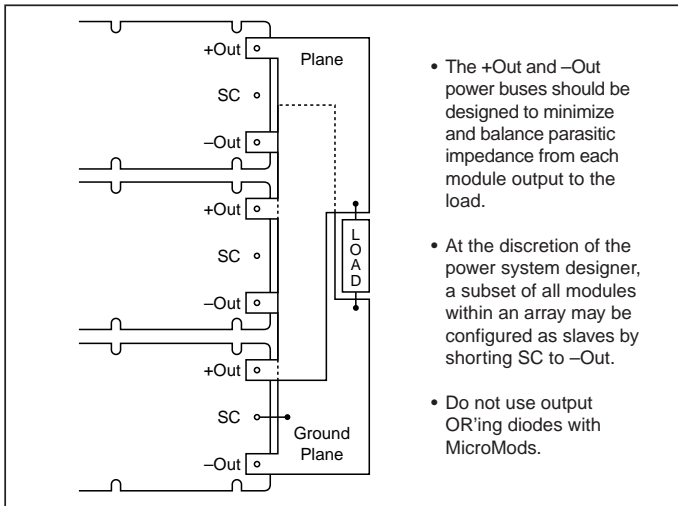 +Out
Plane
SC
–Out
+Out
SC
–Out
LOAD
+Out
SC
Ground
Plane
–Out
• The +Out and –Out
power buses should be
designed to minimize
and balance parasitic
impedance from each
module output to the
load.
• At the discretion of the
power system designer,
a subset of all modules
within an array may be
configured as slaves by
shorting SC to –Out.
• Do not use output
OR'ing diodes with
MicroMods.